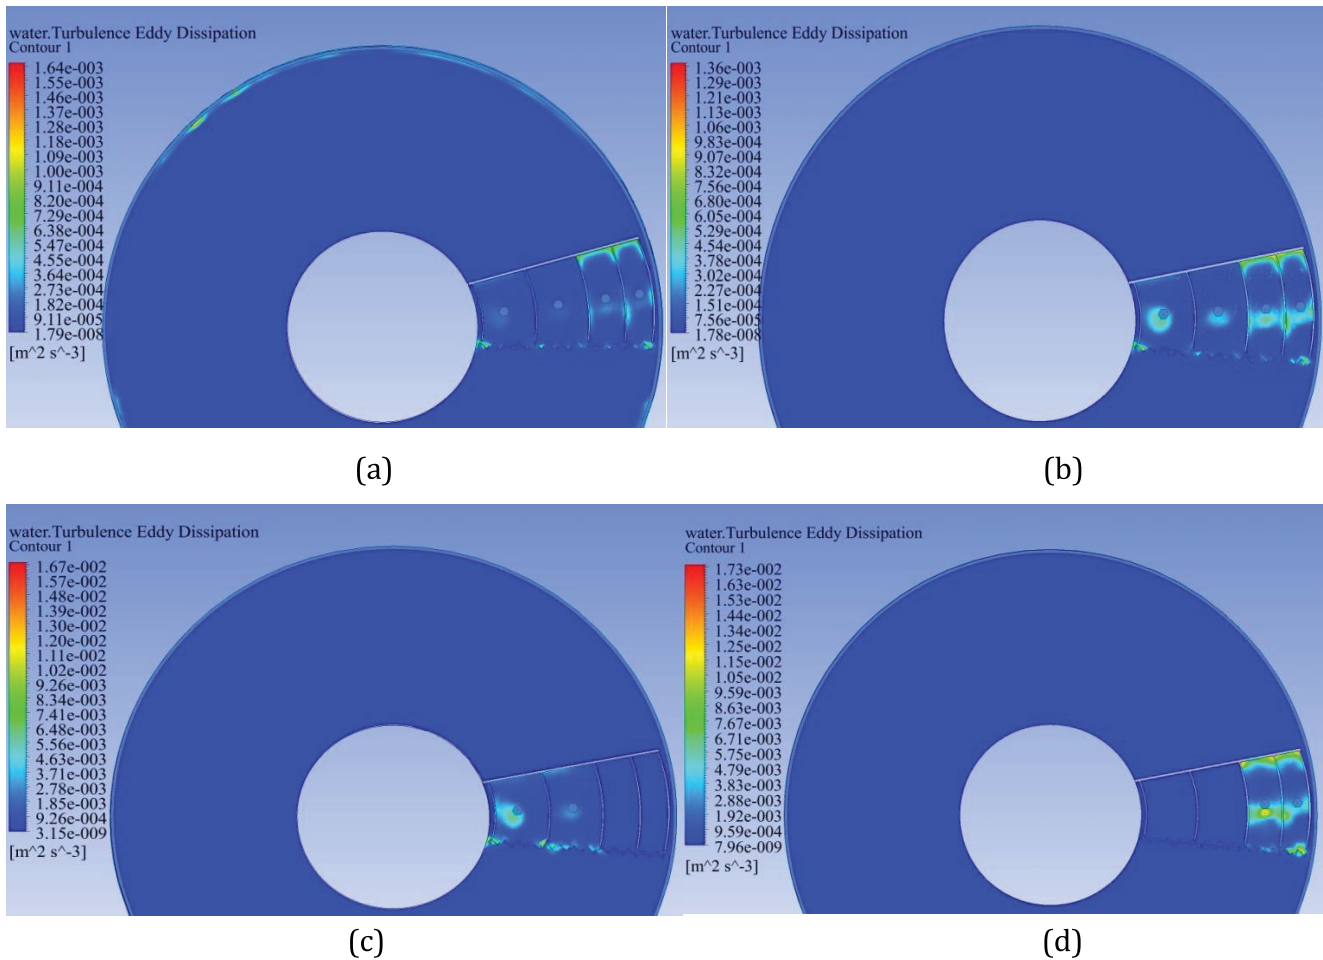 water.Turbulence Eddy Dissipation
Contour 1
1.64e-003
1.55e-003
1.46e-003
1.37e-003
1.28e-003
1.18e-003
1.09e-003
1.00e-003
9.11e-004
8.20e-004
7.29e-004
6.38e-004
5.47e-004
4.55e-004
3.64e-004
2.73e-004
1.82e-004
9.11e-005
1.79e-008
[m^2 s^-3]
(a)
water.Turbulence Eddy Dissipation
Contour 1
1.36e-003
1.29e-003
1.21e-003
1.13e-003
1.06e-003
9.83e-004
9.07e-004
8.32e-004
7.56e-004
6.80e-004
6.05e-004
5.29e-004
4.54e-004
3.78e-004
3.02e-004
2.27e-004
1.51e-004
7.56e-005
1.78e-008
[m^2 s^-3]
(b)
water.Turbulence Eddy Dissipation
Contour 1
1.67e-002
1.57e-002
1.48e-002
1.39e-002
1.30e-002
1.20e-002
1.11e-002
1.02e-002
9.26e-003
8.34e-003
7.41e-003
6.48e-003
5.56e-003
4.63e-003
3.71e-003
2.78e-003
1.85e-003
9.26e-004
3.15e-009
[m^2 s^-3]
(c)
water.Turbulence Eddy Dissipation
Contour 1
1.73e-002
1.63e-002
1.53e-002
1.44e-002
1.34e-002
1.25e-002
1.15e-002
1.05e-002
9.59e-003
8.63e-003
7.67e-003
6.71e-003
5.75e-003
4.79e-003
3.83e-003
2.88e-003
1.92e-003
9.59e-004
7.96e-009
[m^2 s^-3]
(d)